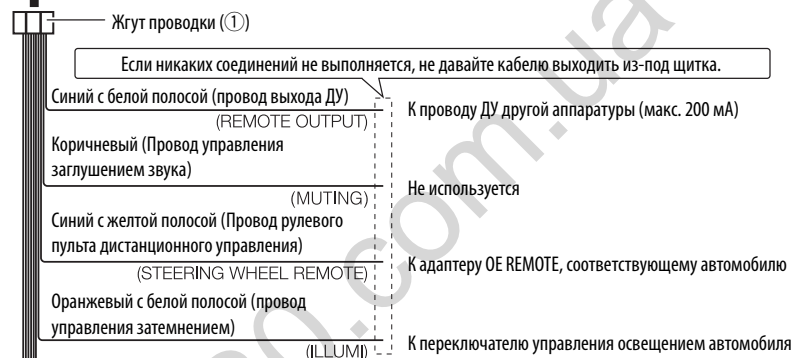 Жгут проводки (①)
Если никаких соединений не выполняется, не давайте кабелю выходить из-под щитка.
Синий с белой полосой (провод выхода ДУ)
(REMOTE OUTPUT)
К проводу ДУ другой аппаратуры (макс. 200 мА)
Коричневый (Провод управления
заглушением звука)
(MUTING)
Не используется
Синий с желтой полосой (Провод рулевого
пульта дистанционного управления)
(STEERING WHEEL REMOTE)
К адаптеру OE REMOTE, соответствующему автомобилю
Оранжевый с белой полосой (провод
управления затемнением)
(ILLUMI)
К переключателю управления освещением автомобиля